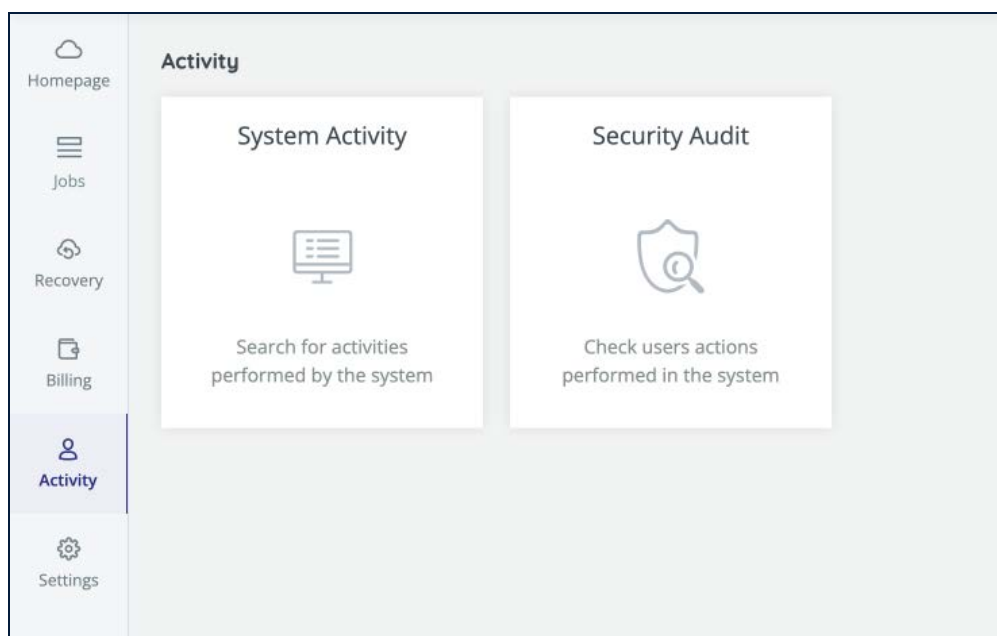 Homepage
Jobs
Recovery
Billing
Activity
Settings
Activity
System Activity
Search for activities
performed by the system
Security Audit
Check users actions
performed in the system